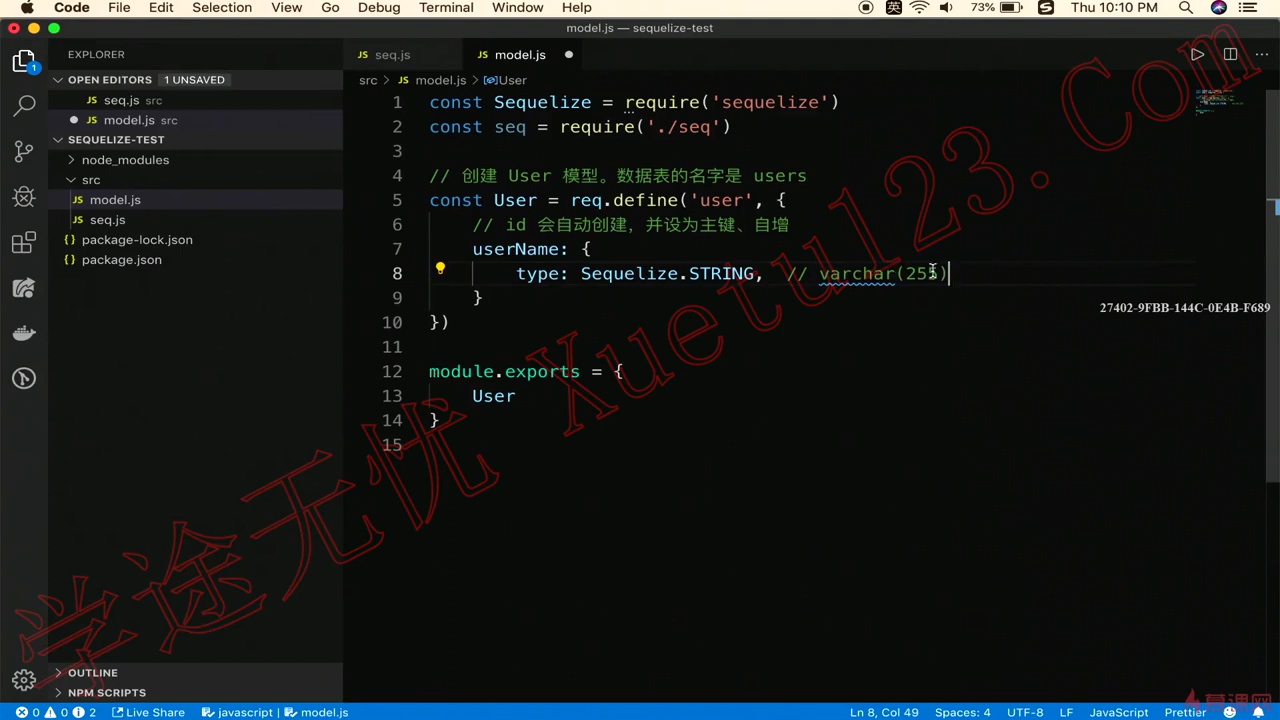 Code File Edit Selection View Go Debug Terminal Window Help 英 73% S Thu 10:10 PM
model.js — sequelize-test
EXPLORER
OPEN EDITORS 1 UNSAVED
JS seq.js src
JS model.js src
SEQUELIZE-TEST
node_modules
src
JS model.js
JS seq.js
{} package-lock.json
{} package.json
OUTLINE
NPM SCRIPTS
JS seq.js JS model.js
src > JS model.js > User
1 const Sequelize = require('sequelize')
2 const seq = require('./seq')
3
4 // 创建 User 模型。数据表的名字是 users
5 const User = req.define('user', {
6 // id 会自动创建，并设为主键、自增
7 userName: {
8 type: Sequelize.STRING, // varchar(255)
9 }
10 })
11
12 module.exports = {
13 User
14 }
15
27402-9FBB-144C-0E4B-F689
学途无忧 Xuetu123.Com
慕课网
0 0 2 Live Share javascript | model.js Ln 8, Col 49 Spaces: 4 UTF-8 LF JavaScript Prettier
1